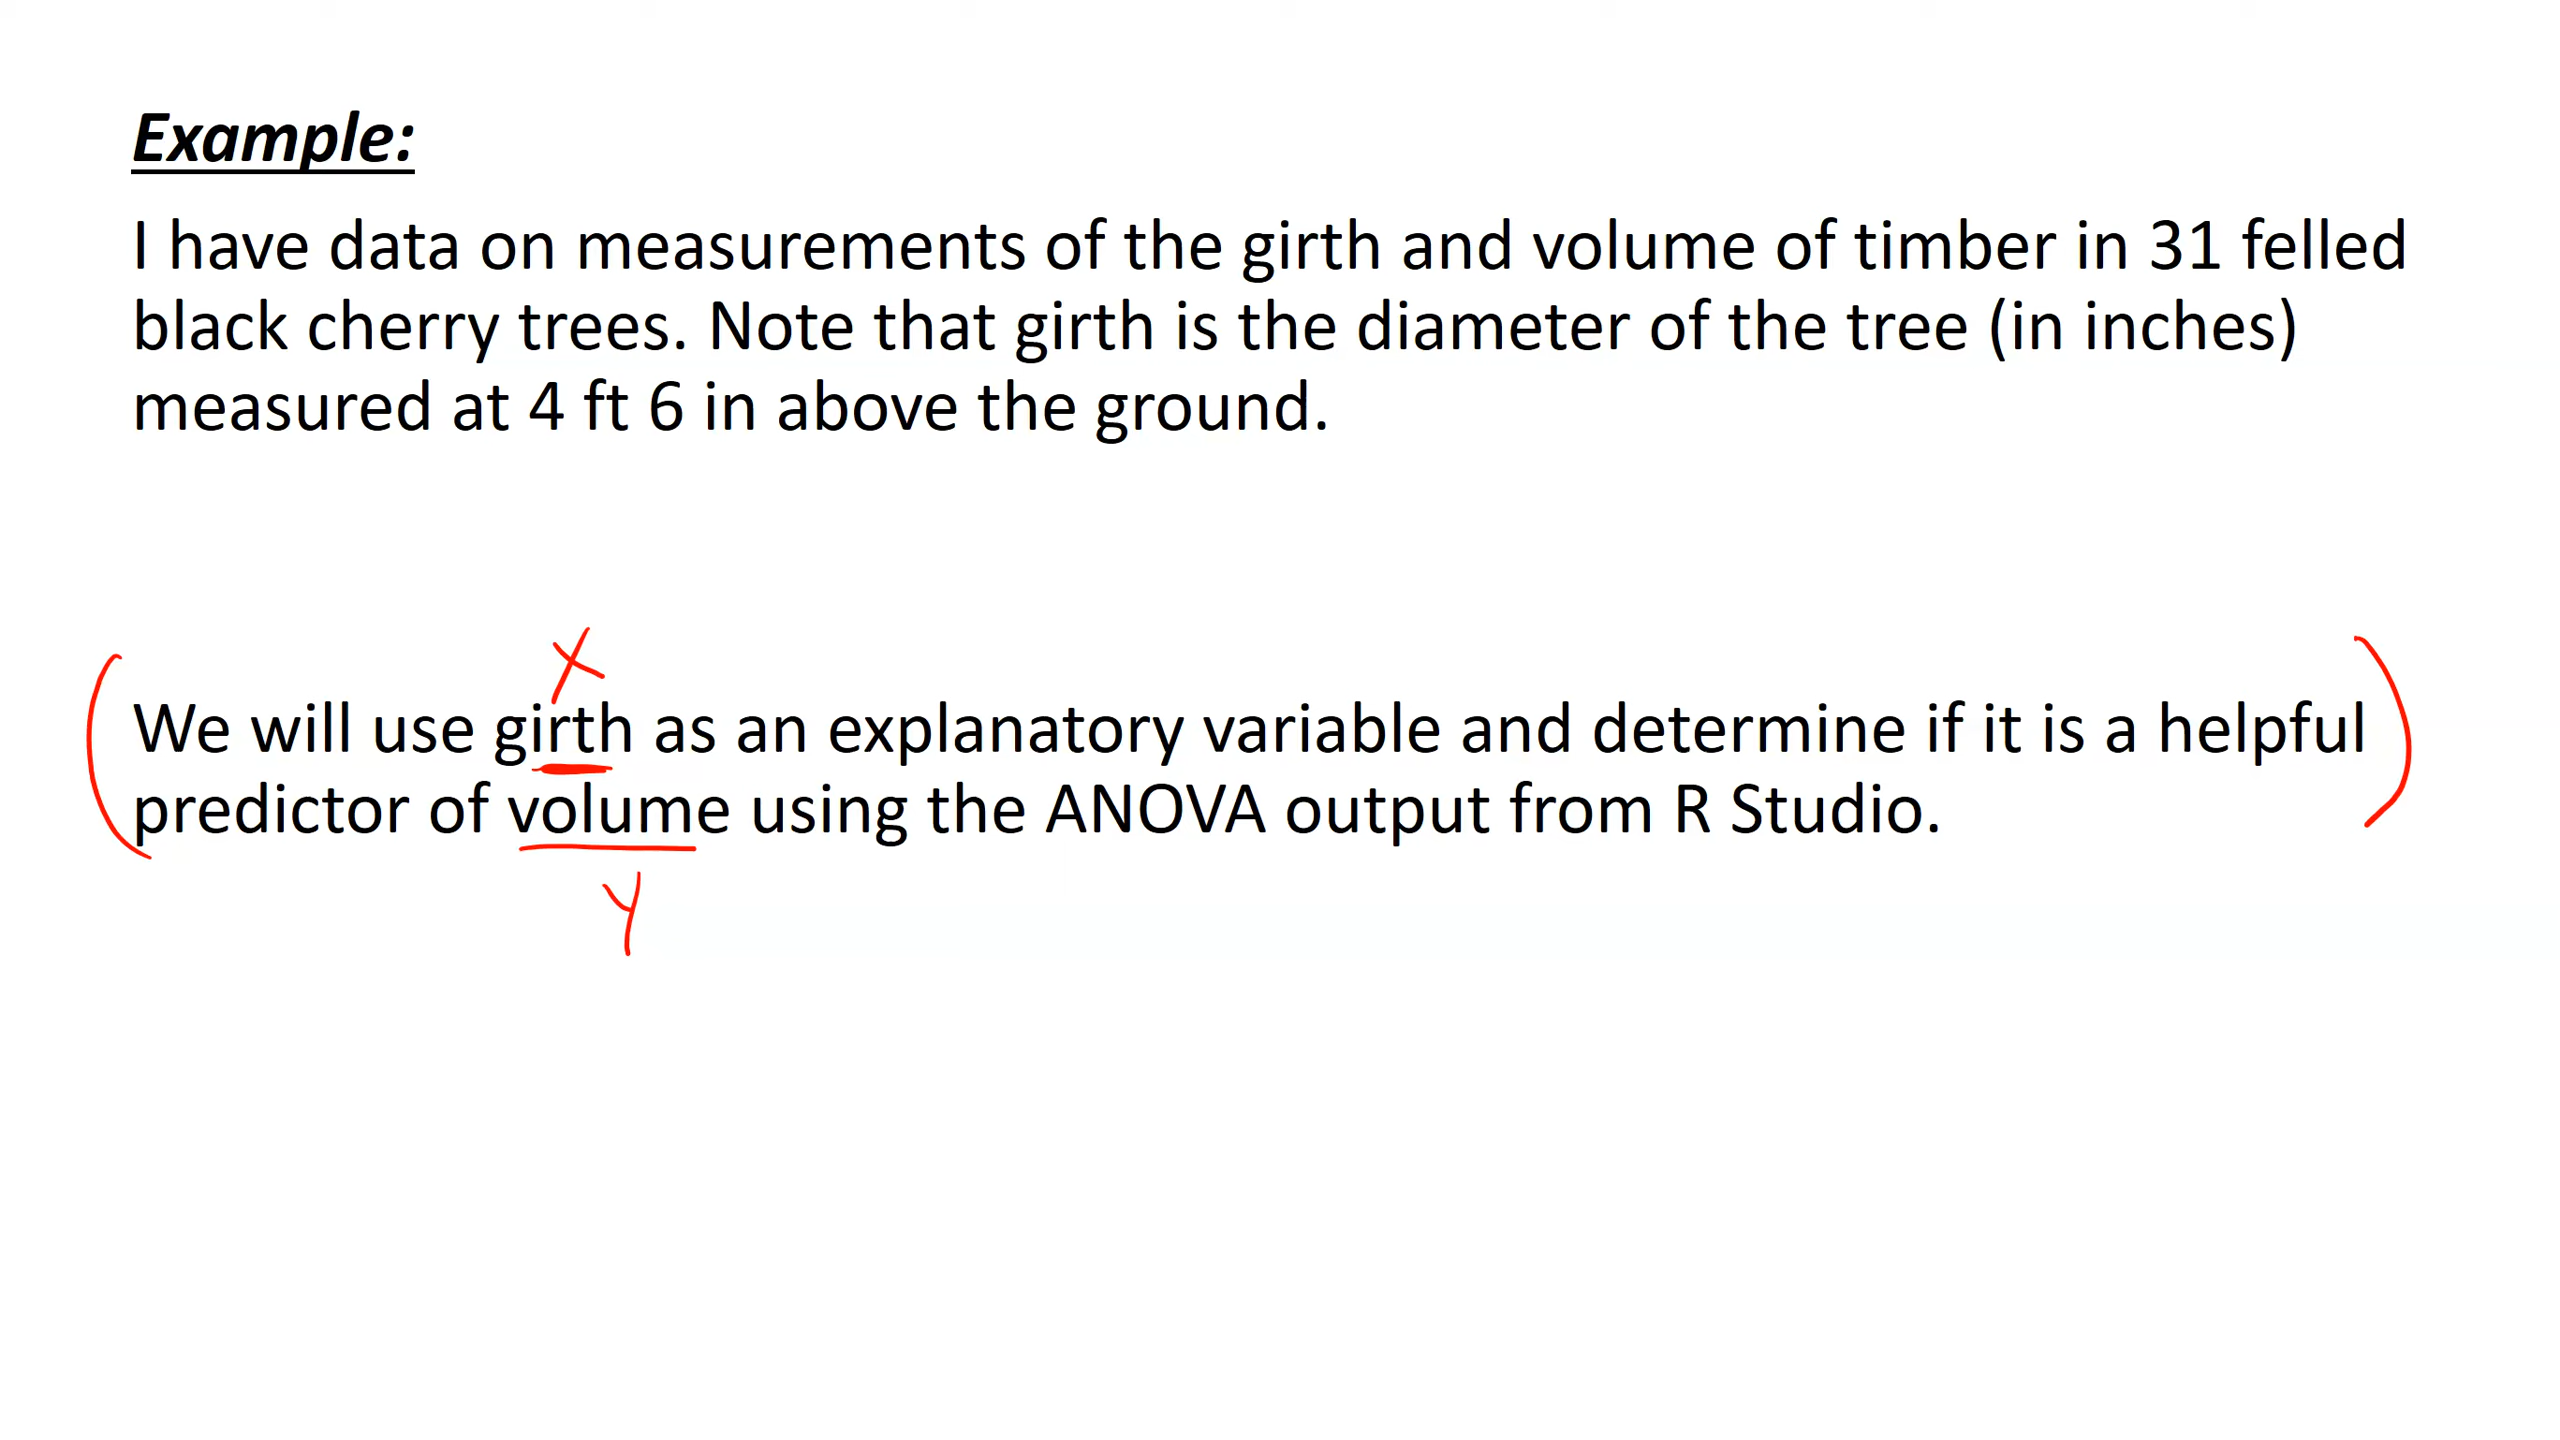 Example:
I have data on measurements of the girth and volume of timber in 31 felled
black cherry trees. Note that girth is the diameter of the tree (in inches)
measured at 4 ft 6 in above the ground.
X
We will use girth as an explanatory variable and determine if it is a helpful
predictor of volume using the ANOVA output from R Studio.
Y